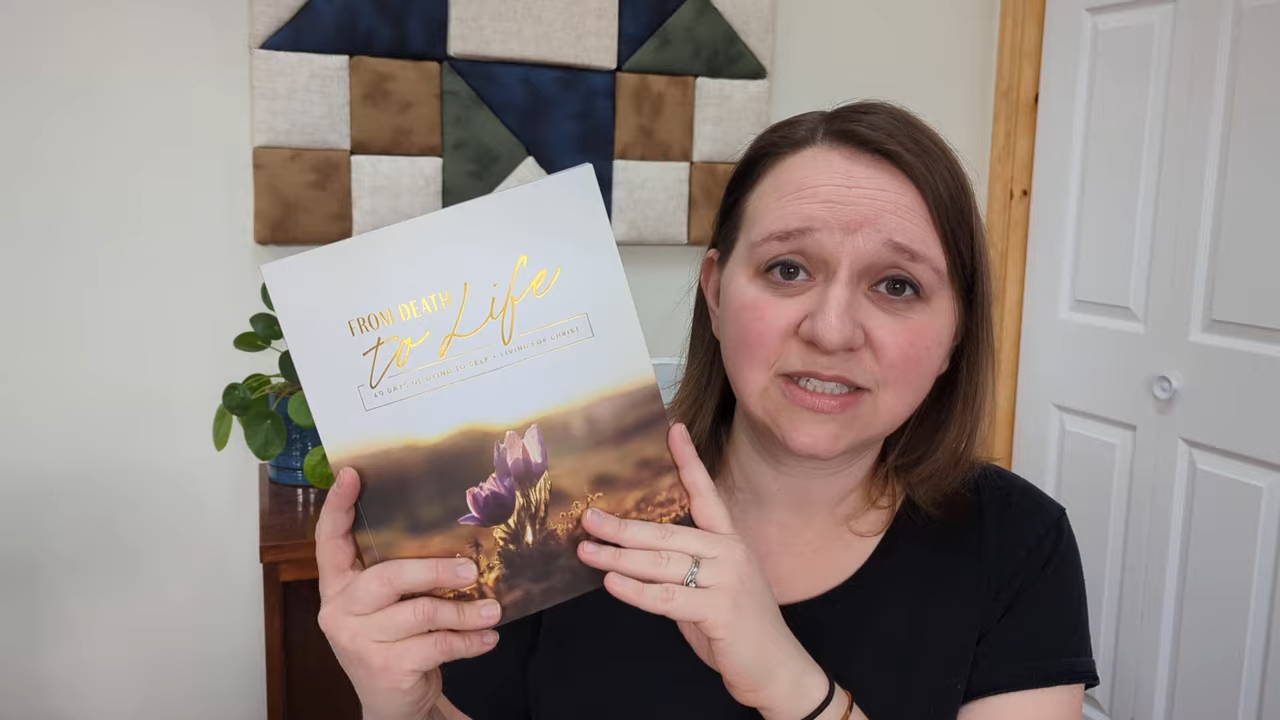 FROM DEATH
to Life
40 DAYS OF DYING TO SELF + LIVING FOR CHRIST